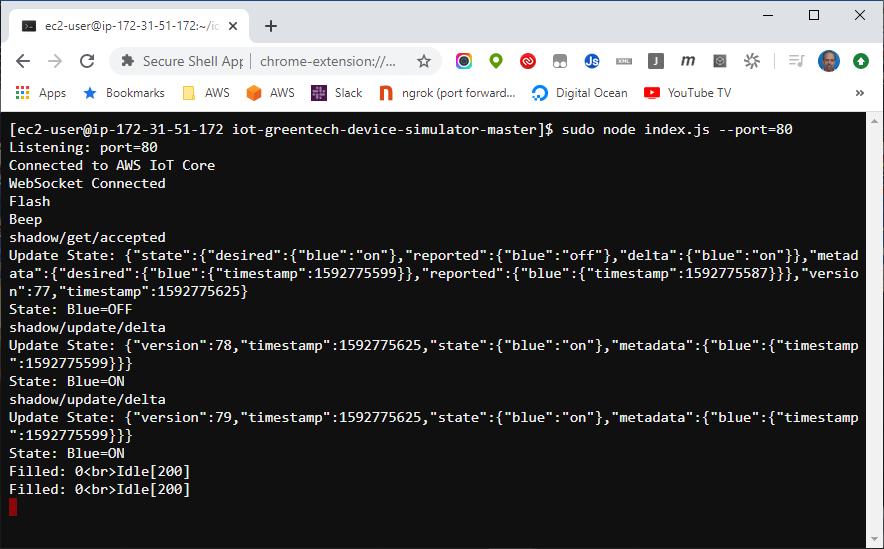 ec2-user@ip-172-31-51-172:~/io
Secure Shell App
chrome-extension://...
Js
XML
J
m
Apps
Bookmarks
AWS
AWS
Slack
ngrok (port forward...
Digital Ocean
YouTube TV
»
[ec2-user@ip-172-31-51-172 iot-greentech-device-simulator-master]$ sudo node index.js --port=80
Listening: port=80
Connected to AWS IoT Core
WebSocket Connected
Flash
Beep
shadow/get/accepted
Update State: {"state":{"desired":{"blue":"on"},"reported":{"blue":"off"},"delta":{"blue":"on"}},"metad
ata":{"desired":{"blue":{"timestamp":1592775599}},"reported":{"blue":{"timestamp":1592775587}}},"versio
n":77,"timestamp":1592775625}
State: Blue=OFF
shadow/update/delta
Update State: {"version":78,"timestamp":1592775625,"state":{"blue":"on"},"metadata":{"blue":{"timestamp
":1592775599}}}
State: Blue=ON
shadow/update/delta
Update State: {"version":79,"timestamp":1592775625,"state":{"blue":"on"},"metadata":{"blue":{"timestamp
":1592775599}}}
State: Blue=ON
Filled: 0<br>Idle[200]
Filled: 0<br>Idle[200]